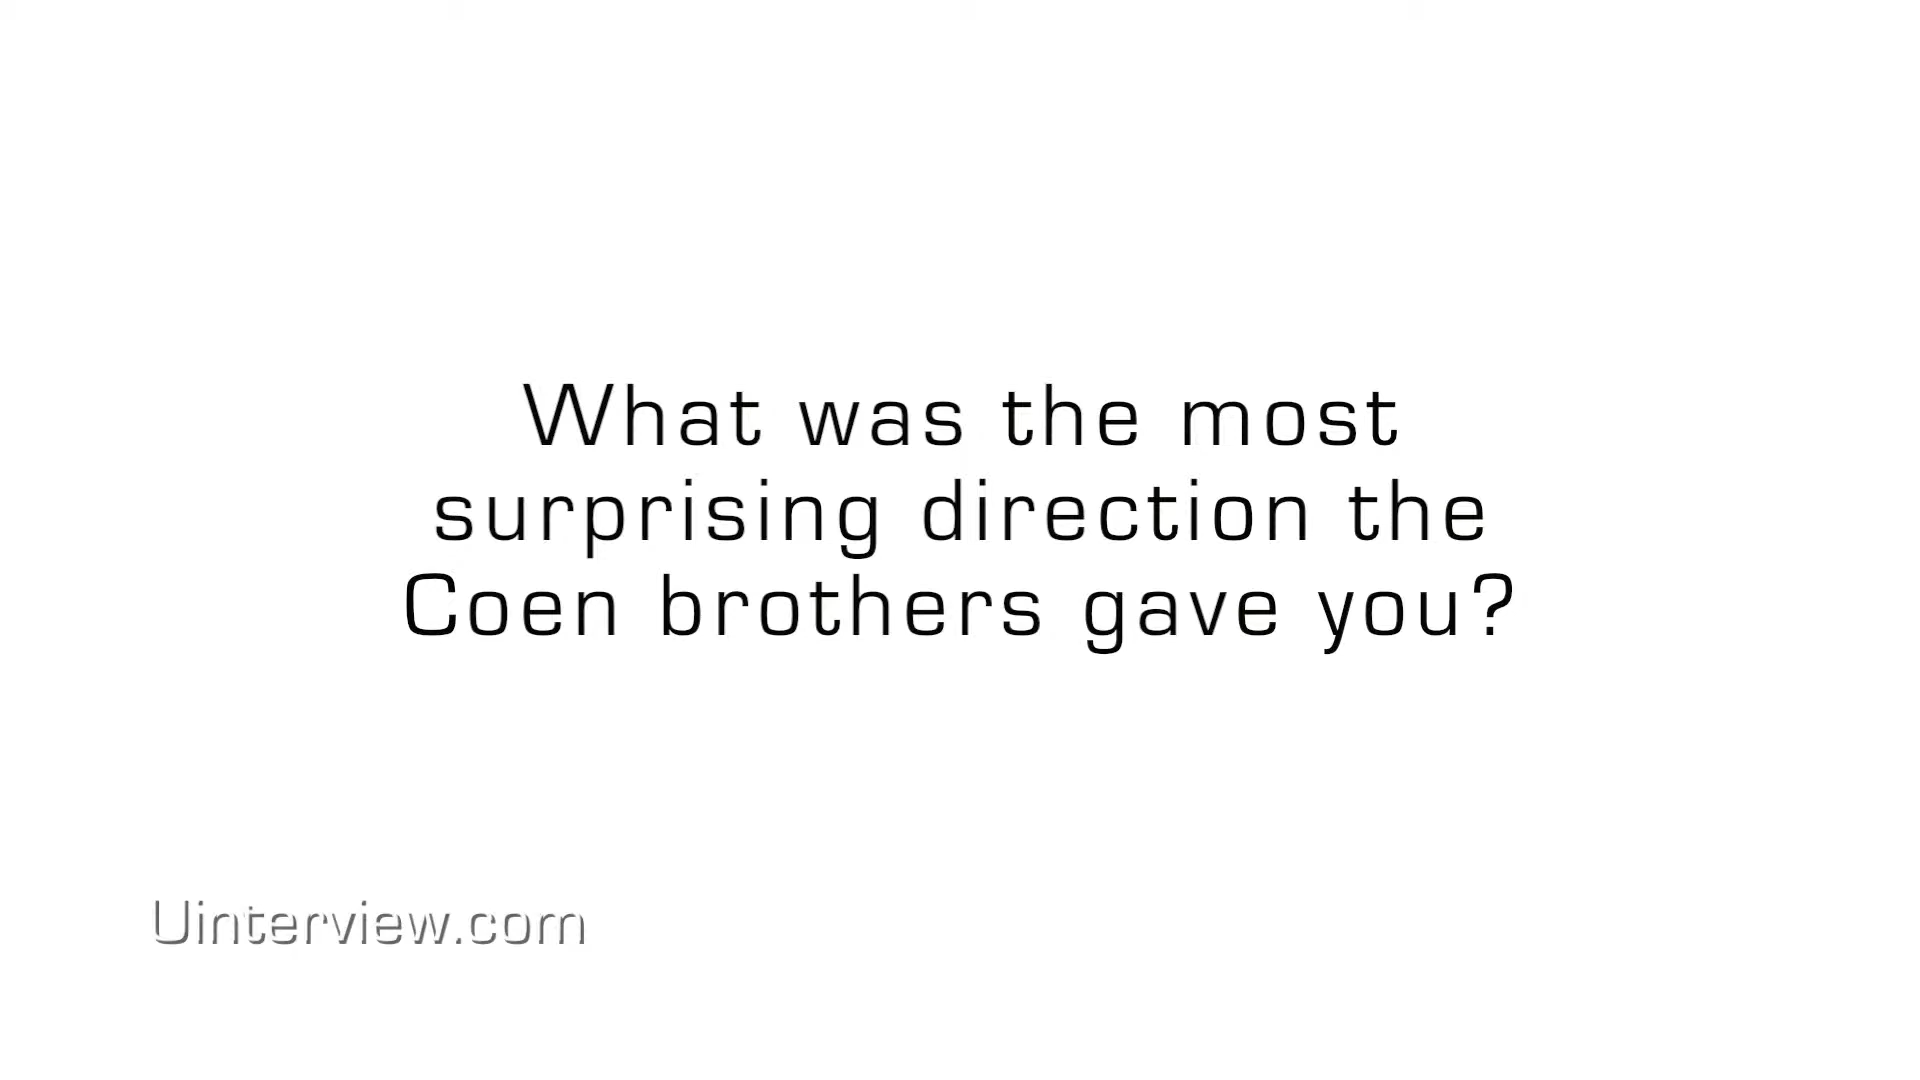 What was the most
surprising direction the
Coen brothers gave you?
Uinterview.com